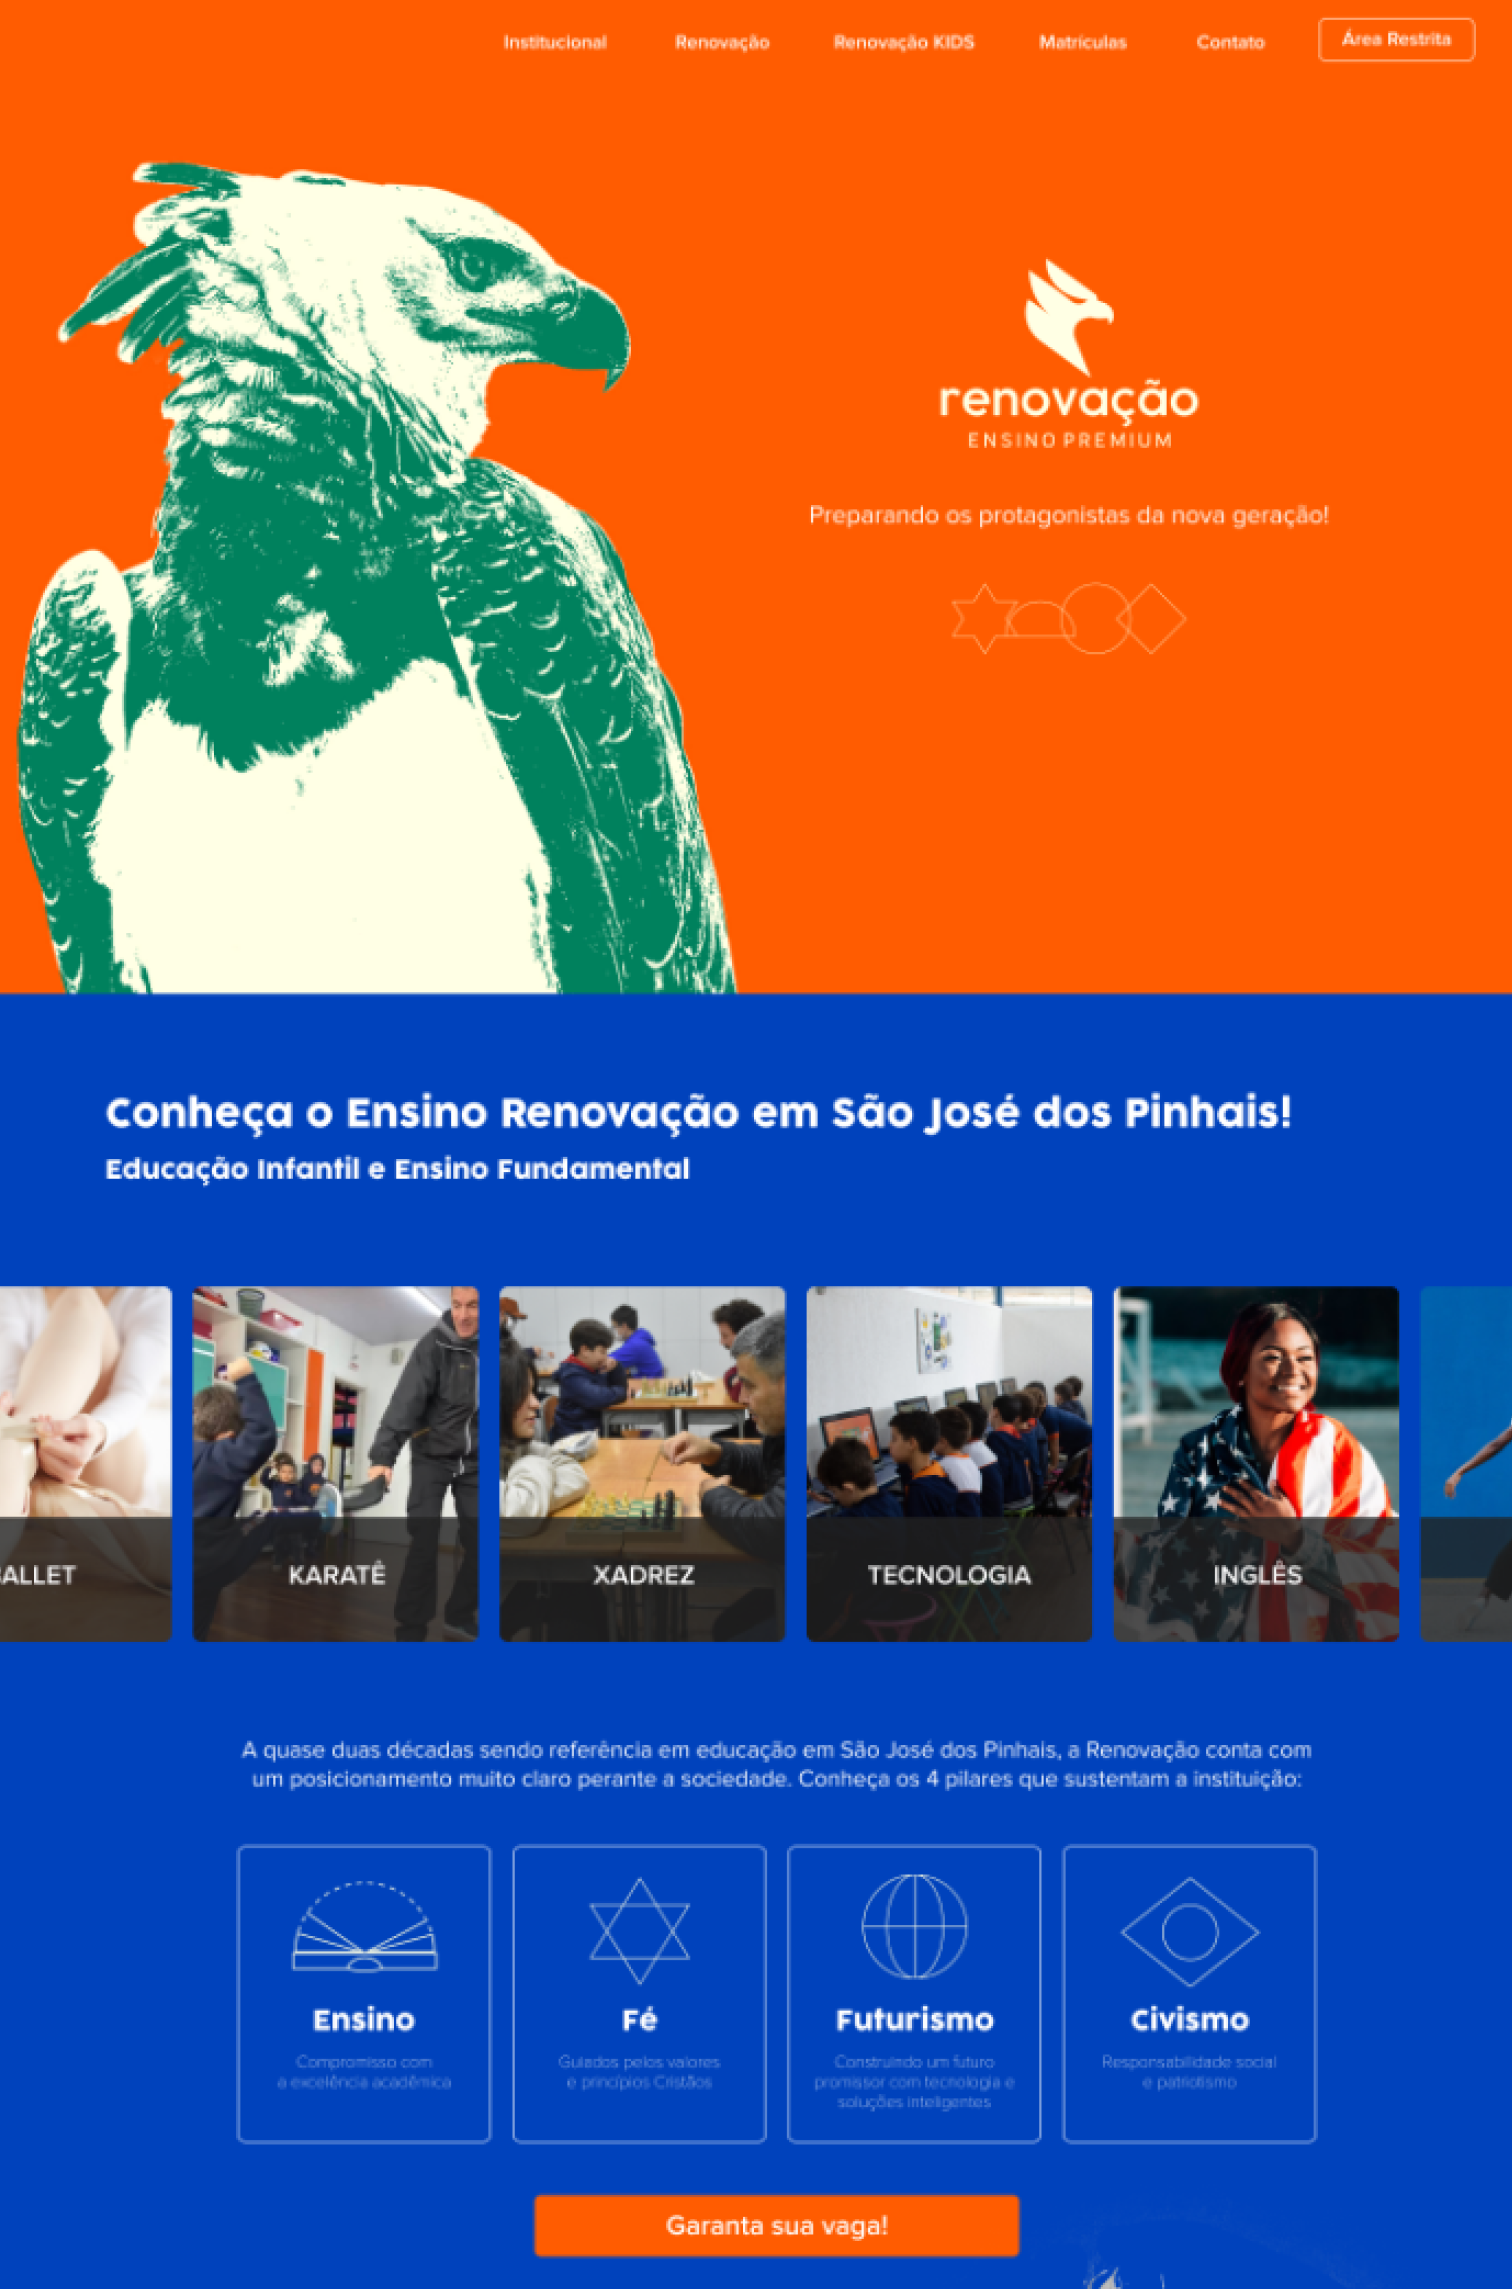 Institucional
Renovação
Renovação KIDS
Matrículas
Contato
Área Restrita
renovação
ENSINO PREMIUM
Preparando os protagonistas da nova geração!
Conheça o Ensino Renovação em São José dos Pinhais!
Educação Infantil e Ensino Fundamental
ALLET
KARATÊ
XADREZ
TECNOLOGIA
INGLÊS
A quase duas décadas sendo referência em educação em São José dos Pinhais, a Renovação conta com
um posicionamento muito claro perante a sociedade. Conheça os 4 pilares que sustentam a instituição:
Ensino
Compromisso com
a excelência acadêmica
Fé
Guiados pelos valores
e princípios Cristãos
Futurismo
Construindo um futuro
promissor com tecnologia e
soluções inteligentes
Civismo
Responsabilidade social
e patriotismo
Garanta sua vaga!